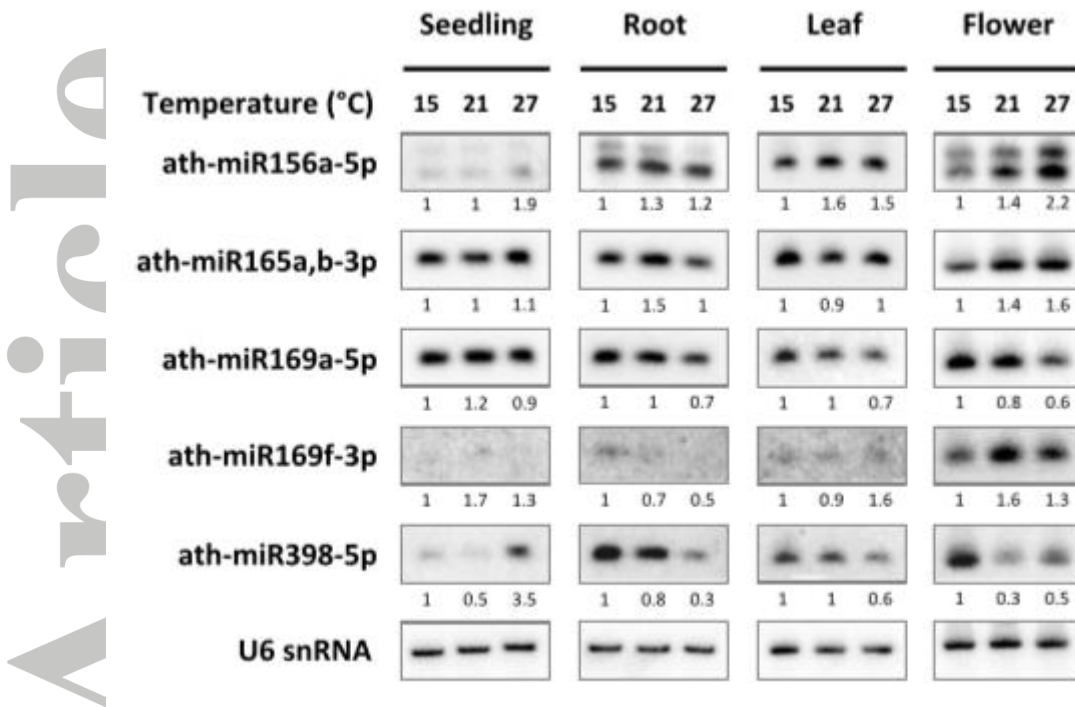 Article
Seedling Root Leaf Flower
Temperature (°C) 15 21 27 15 21 27 15 21 27 15 21 27
ath-miR156a-5p
1 1 1.9 1 1.3 1.2 1 1.6 1.5 1 1.4 2.2
ath-miR165a,b-3p
1 1 1.1 1 1.5 1 1 0.9 1 1 1.4 1.6
ath-miR169a-5p
1 1.2 0.9 1 1 0.7 1 1 0.7 1 0.8 0.6
ath-miR169f-3p
1 1.7 1.3 1 0.7 0.5 1 0.9 1.6 1 1.6 1.3
ath-miR398-5p
1 0.5 3.5 1 0.8 0.3 1 1 0.6 1 0.3 0.5
U6 snRNA